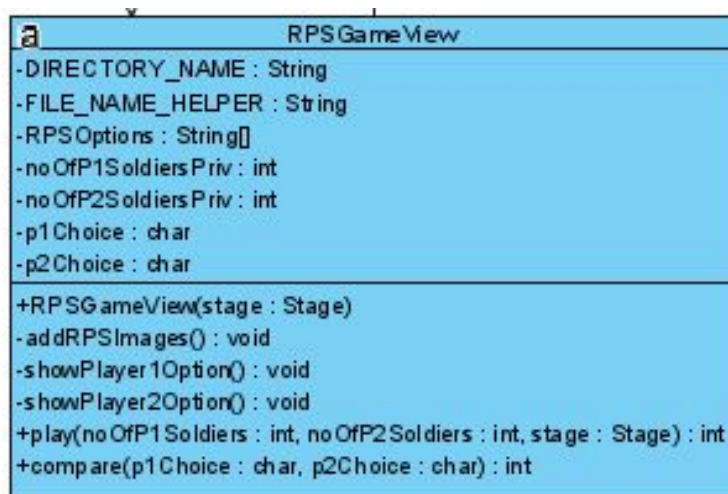 a RPSGameView
-DIRECTORY_NAME : String
-FILE_NAME_HELPER : String
-RPSOptions : String[]
-noOfP1SoldiersPriv : int
-noOfP2SoldiersPriv : int
-p1Choice : char
-p2Choice : char
+RPSGameView(stage : Stage)
-addRPSImages() : void
-showPlayer1Option() : void
-showPlayer2Option() : void
+play(noOfP1Soldiers : int, noOfP2Soldiers : int, stage : Stage) : int
+compare(p1Choice : char, p2Choice : char) : int